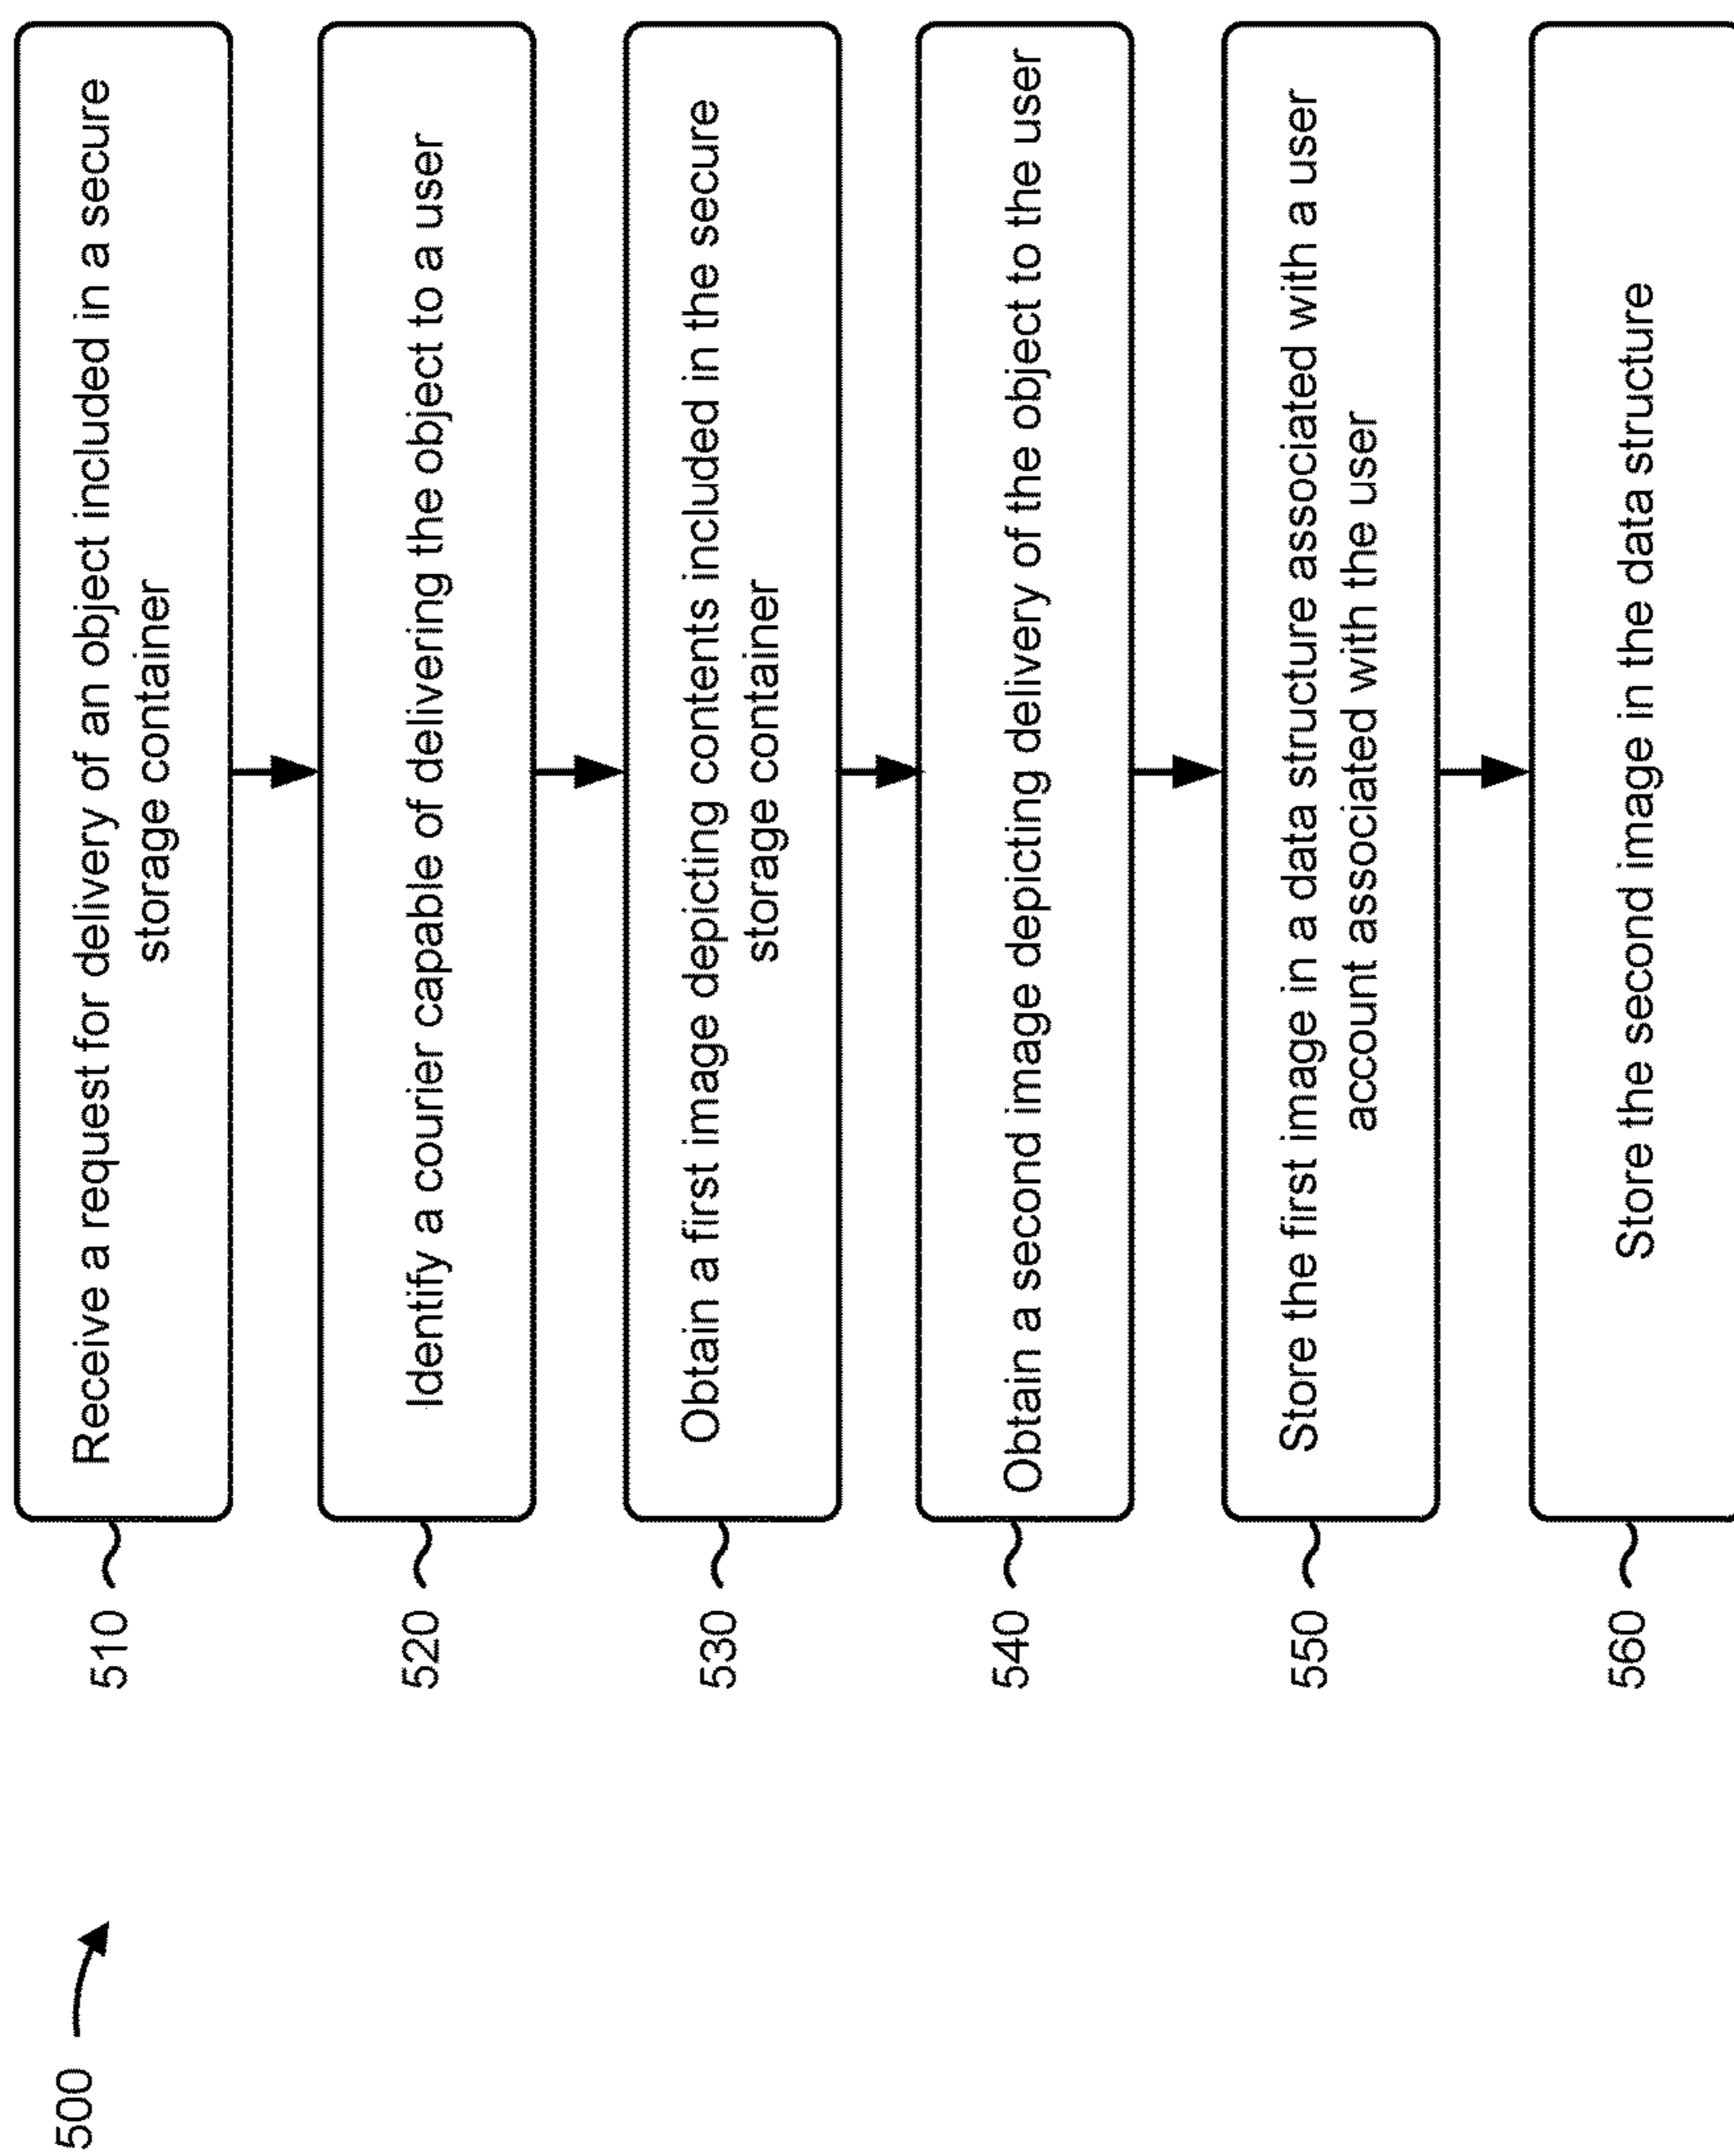 500
510
Receive a request for delivery of an object included in a secure
storage container
520
Identify a courier capable of delivering the object to a user
530
Obtain a first image depicting contents included in the secure
storage container
540
Obtain a second image depicting delivery of the object to the user
550
Store the first image in a data structure associated with a user
account associated with the user
560
Store the second image in the data structure